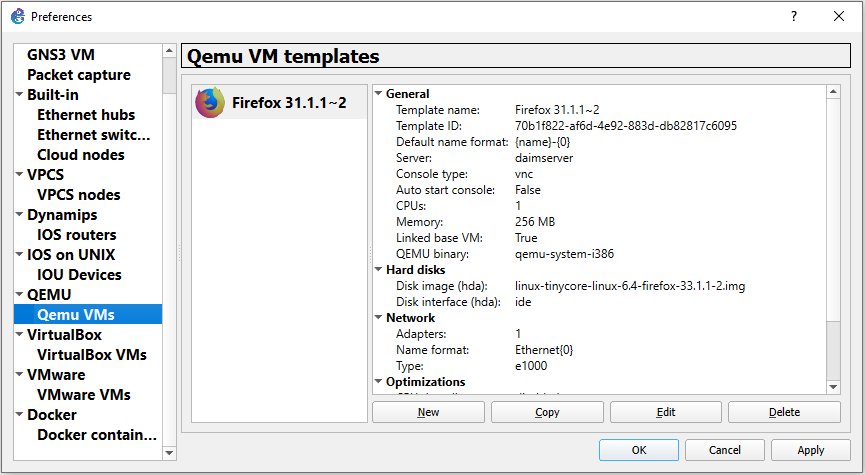 Preferences
?
GNS3 VM
Packet capture
Built-in
Ethernet hubs
Ethernet switc...
Cloud nodes
VPCS
VPCS nodes
Dynamips
IOS routers
IOS on UNIX
IOU Devices
QEMU
Qemu VMs
VirtualBox
VirtualBox VMs
VMware
VMware VMs
Docker
Docker contain...
Qemu VM templates
Firefox 31.1.1~2
General
Template name: Firefox 31.1.1~2
Template ID: 70b1f822-af6d-4e92-883d-db82817c6095
Default name format: {name}-{0}
Server: daimserver
Console type: vnc
Auto start console: False
CPUs: 1
Memory: 256 MB
Linked base VM: True
QEMU binary: qemu-system-i386
Hard disks
Disk image (hda): linux-tinycore-linux-6.4-firefox-33.1.1-2.img
Disk interface (hda): ide
Network
Adapters: 1
Name format: Ethernet{0}
Type: e1000
Optimizations
New Copy Edit Delete
OK Cancel Apply